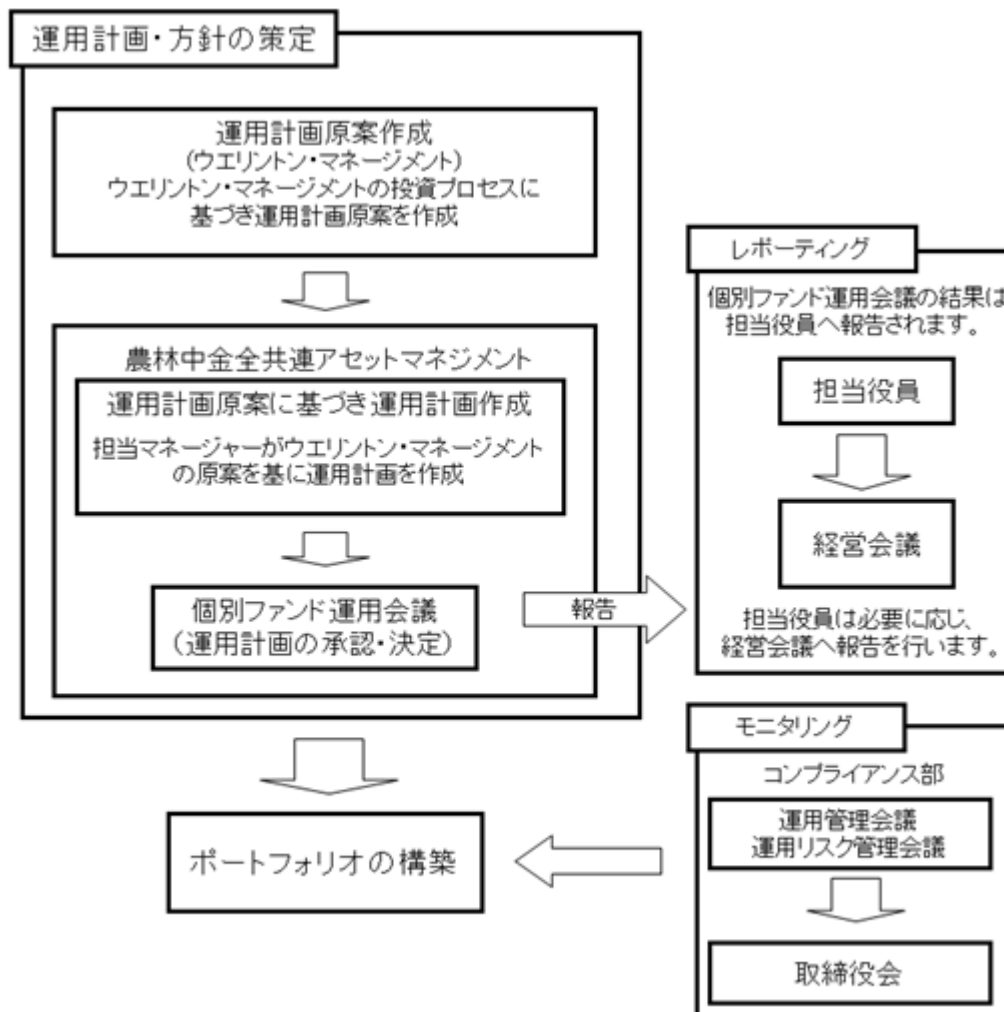 運用計画・方針の策定
運用計画原案作成
(ウエリントン・マネージメント)
ウエリントン・マネージメントの投資プロセスに
基づき運用計画原案を作成
農林中金全共連アセットマネジメント
運用計画原案に基づき運用計画作成
担当マネージャーがウエリントン・マネージメント
の原案を基に運用計画を作成
個別ファンド運用会議
(運用計画の承認・決定)
報告
レポーティング
個別ファンド運用会議の結果は
担当役員へ報告されます。
担当役員
経営会議
担当役員は必要に応じ、
経営会議へ報告を行います。
ポートフォリオの構築
モニタリング
コンプライアンス部
運用管理会議
運用リスク管理会議
取締役会